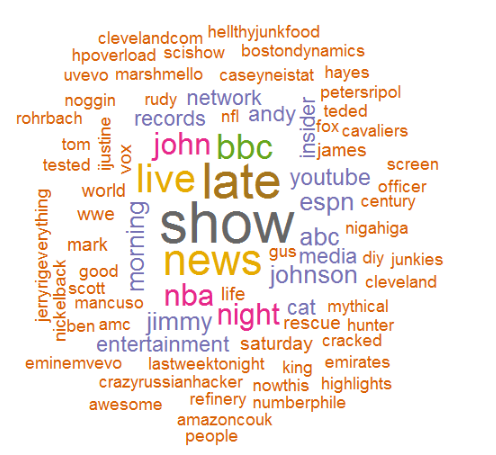 hellthyjunkfood
clevelandcom
hpoverload scishow bostondynamics
uvevo marshmello caseyneistat hayes
noggin rudy network insider petersripol
rohrbach records nfl andy teded
tom ijustine john bbc fox cavaliers
tested vox live late james
world youtube screen
officer
wwe show espn century
jerryrigeverything mark morning news gus abc nigahiga
nickelback good media diy junkies
scott nba life johnson cleveland
mancuso night cat mythical
ben amc jimmy rescue hunter
entertainment saturday cracked
eminemvevo lastweektonight king emirates
crazyrussianhacker nowthis highlights
awesome refinery numberphile
amazoncouk
people